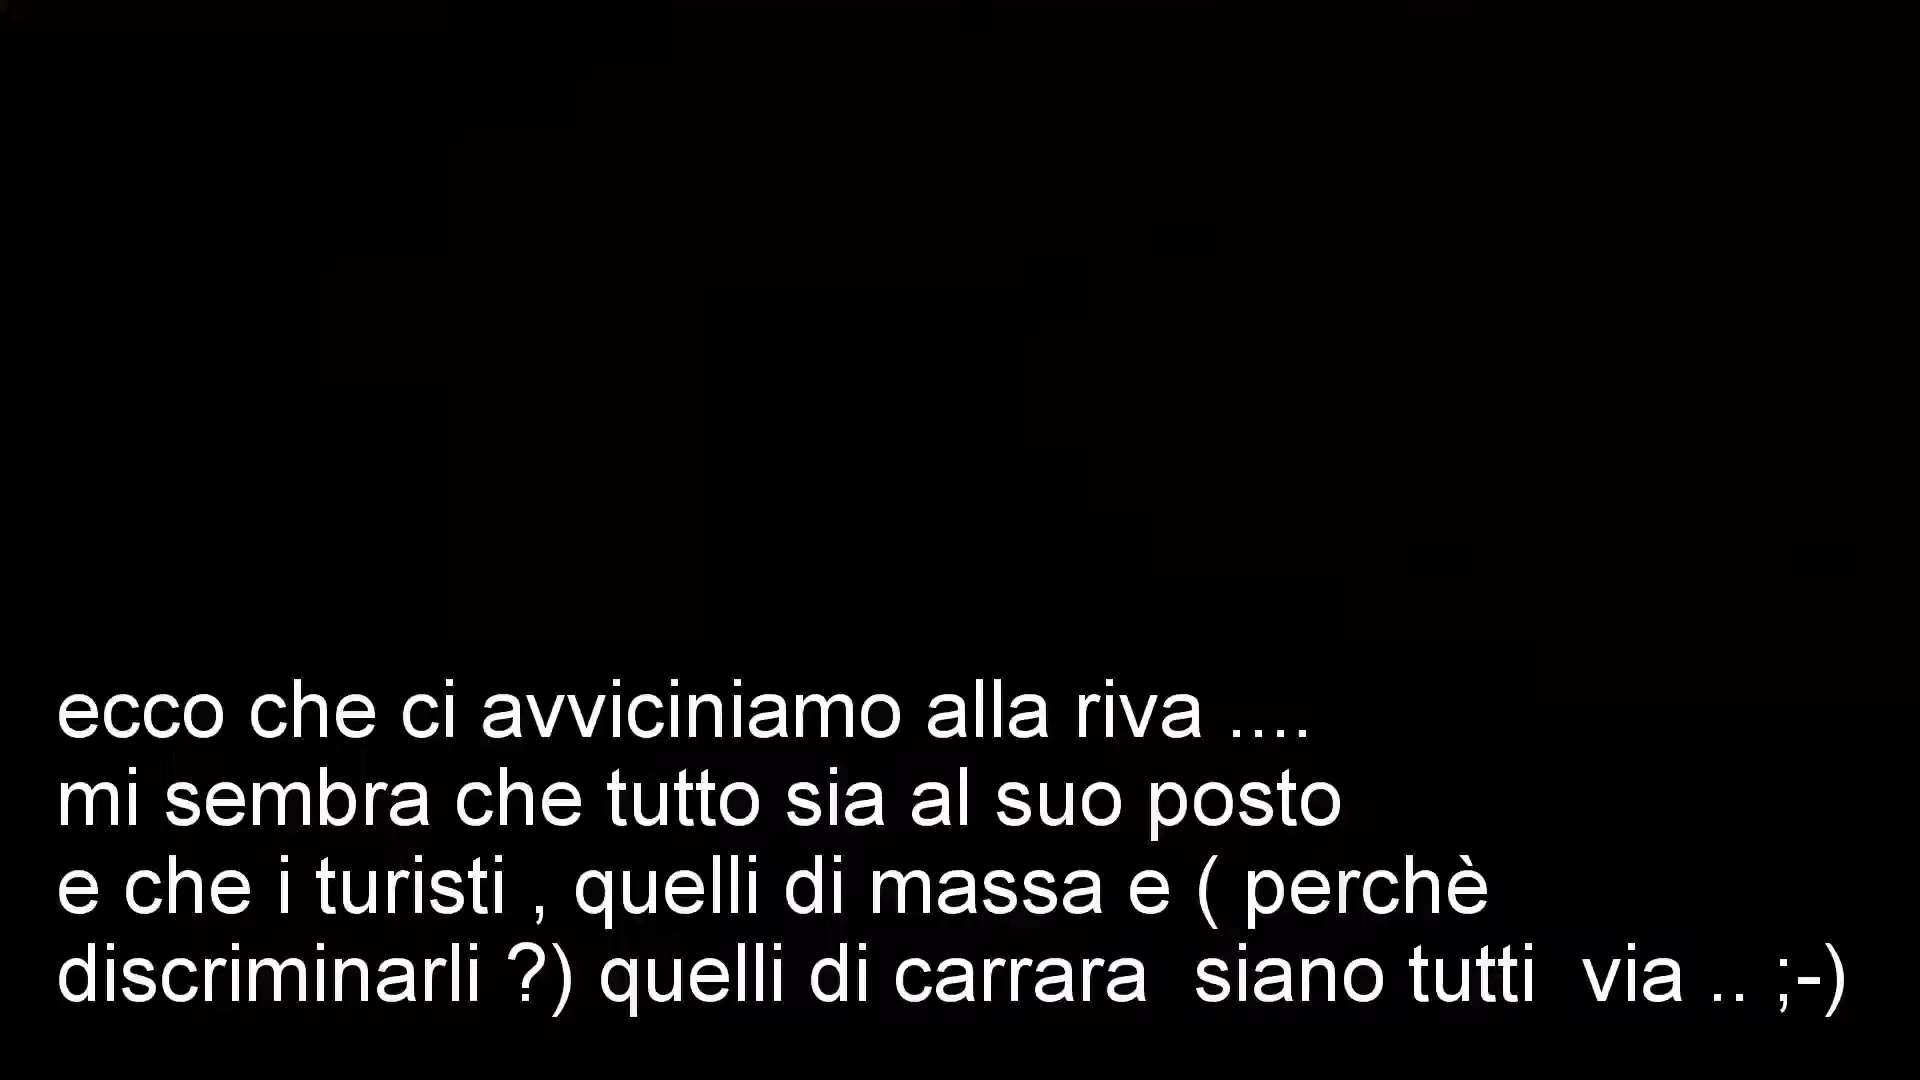 ecco che ci avviciniamo alla riva ....
mi sembra che tutto sia al suo posto
e che i turisti , quelli di massa e ( perchè
discriminarli ?) quelli di carrara  siano tutti  via .. ;-)